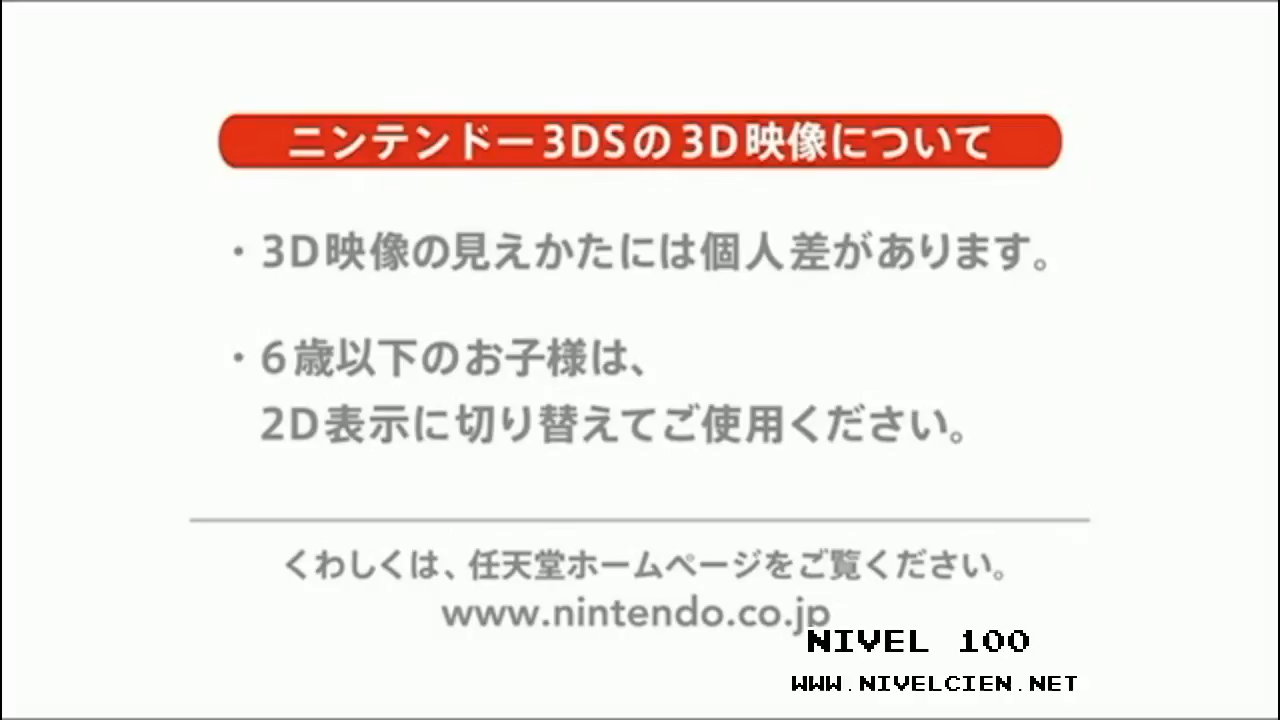 ニンテンドー3DSの3D映像について
・3D映像の見えかたには個人差があります。
・6歳以下のお子様は、
2D表示に切り替えてご使用ください。
くわしくは、任天堂ホームページをご覧ください。
www.nintendo.co.jp
NIVEL 100
WWW.NIVELCIEN.NET